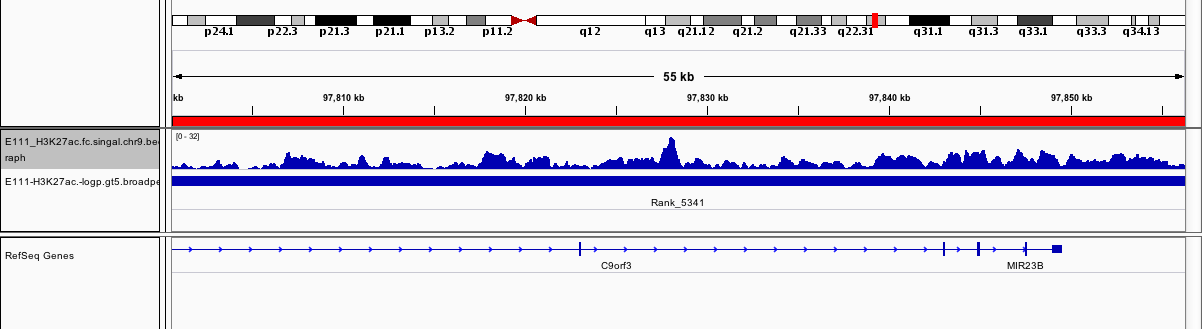 p24.1 p22.3 p21.3 p21.1 p13.2 p11.2 q12 q13 q21.12 q21.2 q21.33 q22.31 q31.1 q31.3 q33.1 q33.3 q34.13
55 kb
kb 97,810 kb 97,820 kb 97,830 kb 97,840 kb 97,850 kb
E111_H3K27ac.fc.singal.chr9.be
raph
[0 - 32]
E111-H3K27ac.-logp.gt5.broadpe
Rank_5341
RefSeq Genes
C9orf3 MIR23B